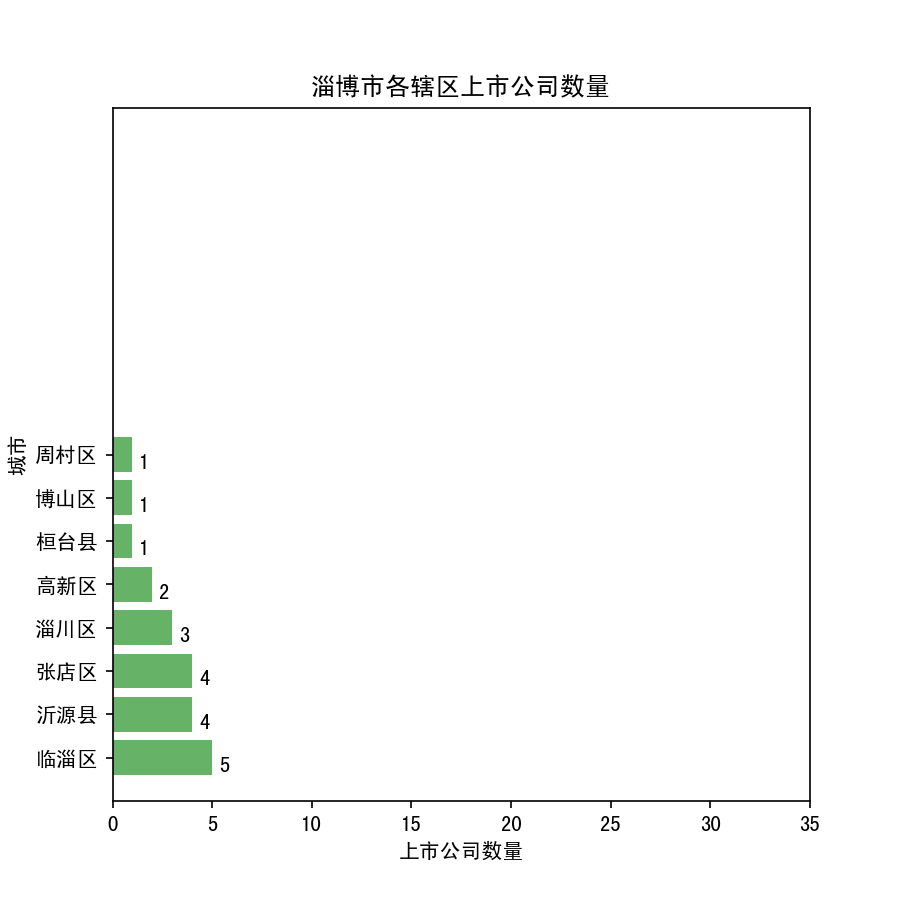 淄博市各辖区上市公司数量
城市
周村区 1
博山区 1
桓台县 1
高新区 2
淄川区 3
张店区 4
沂源县 4
临淄区 5
0 5 10 15 20 25 30 35
上市公司数量